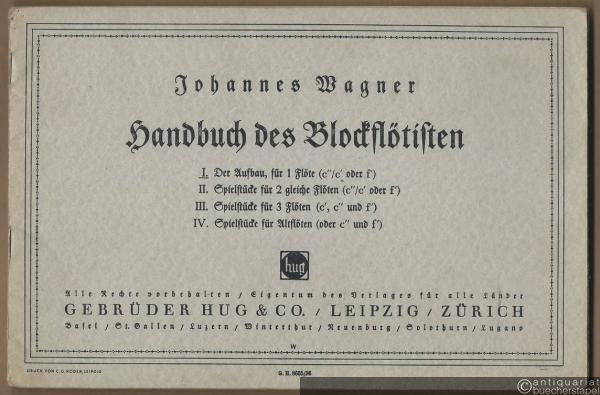 Johannes Wagner
Handbuch des Blockflötisten
I. Der Aufbau, für 1 Flöte (c''/c' oder f')
II. Spielstücke für 2 gleiche Flöten (c''/c' oder f')
III. Spielstücke für 3 Flöten (c', c'' und f')
IV. Spielstücke für Altflöten (oder c'' und f')
hug
Alle Rechte vorbehalten / Eigentum des Verlages für alle Länder
GEBRÜDER HUG & CO. / LEIPZIG / ZÜRICH
Basel / St. Gallen / Luzern / Winterthur / Neuenburg / Solothurn / Lugano
W
DRUCK VON C. G. RÖDER, LEIPZIG
antiquariat
buecherstapel